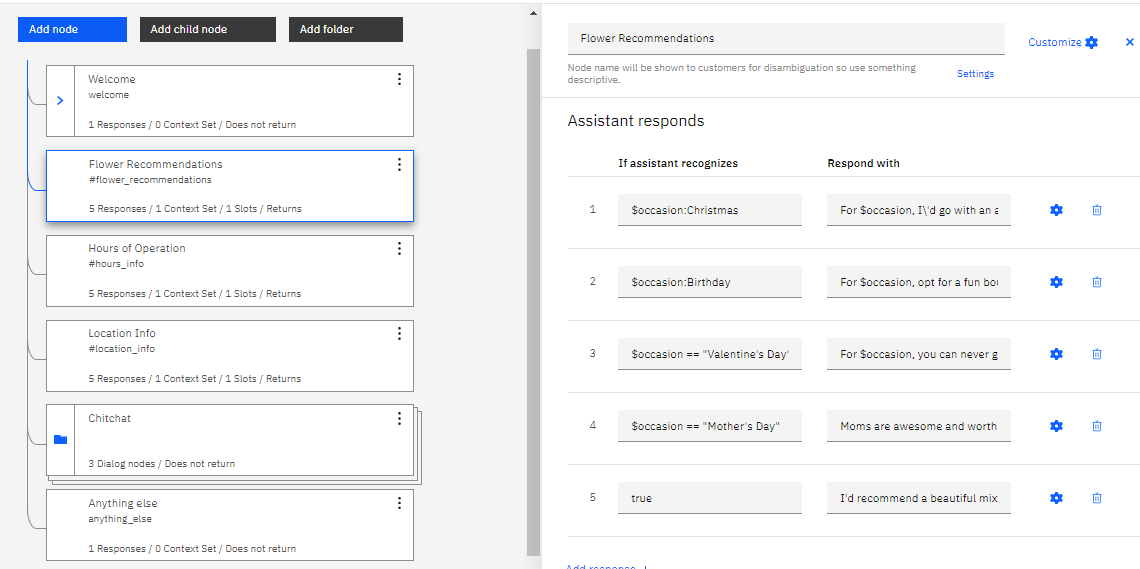 Add node
Add child node
Add folder
Welcome
welcome
1 Responses / 0 Context Set / Does not return
Flower Recommendations
#flower_recommendations
5 Responses / 1 Context Set / 1 Slots / Returns
Hours of Operation
#hours_info
5 Responses / 1 Context Set / 1 Slots / Returns
Location Info
#location_info
5 Responses / 1 Context Set / 1 Slots / Returns
Chitchat
3 Dialog nodes / Does not return
Anything else
anything_else
1 Responses / 0 Context Set / Does not return
Flower Recommendations
Customize
Node name will be shown to customers for disambiguation so use something
descriptive.
Settings
Assistant responds
If assistant recognizes Respond with
1 $occasion:Christmas For $occasion, I\'d go with an a
2 $occasion:Birthday For $occasion, opt for a fun bou
3 $occasion == "Valentine's Day' For $occasion, you can never g
4 $occasion == "Mother's Day" Moms are awesome and worth
5 true I'd recommend a beautiful mix
Add response +